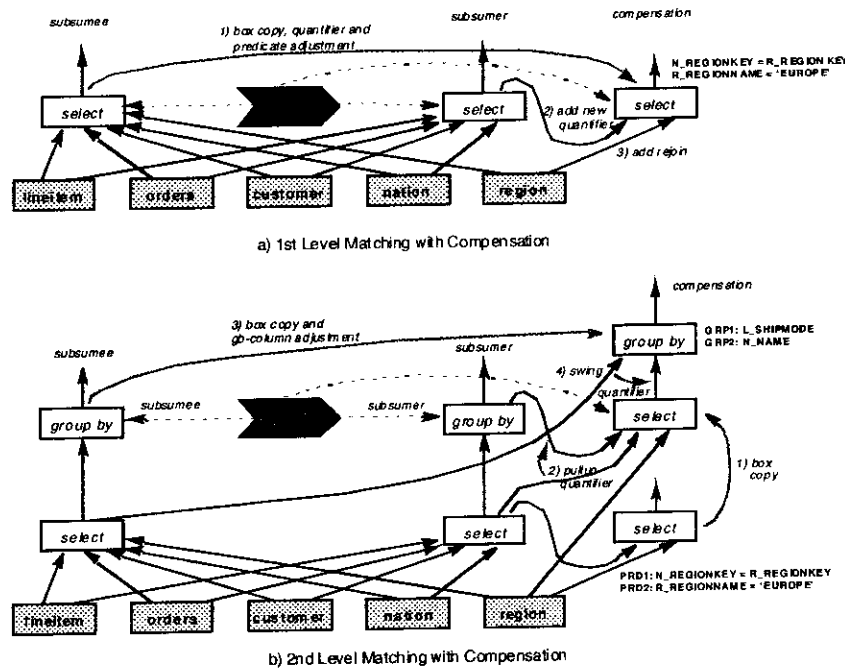 subsumee
subsumer
compensation
1) box copy, quantifier and
predicate adjustment
N_REGIONKEY = R_REGIONKEY
R_REGIONNAME = 'EUROPE'
select
select
select
2) add new
quantifier
3) add rejoin
lineitem
orders
customer
nation
region
a) 1st Level Matching with Compensation
compensation
3) box copy and
gb-column adjustment
subsumee
subsumer
group by
GRP1: L_SHIPMODE
GRP2: N_NAME
4) swing
quantifier
group by
subsumee
subsumer
group by
select
2) pullup
quantifier
1) box
copy
select
select
select
PRD1: N_REGIONKEY = R_REGIONKEY
PRD2: R_REGIONNAME = 'EUROPE'
lineitem
orders
customer
nation
region
b) 2nd Level Matching with Compensation